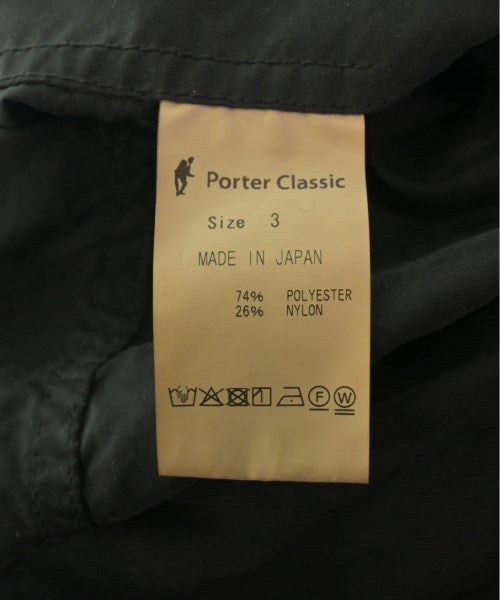 Porter Classic
Size 3
MADE IN JAPAN
74% POLYESTER
26% NYLON
F W